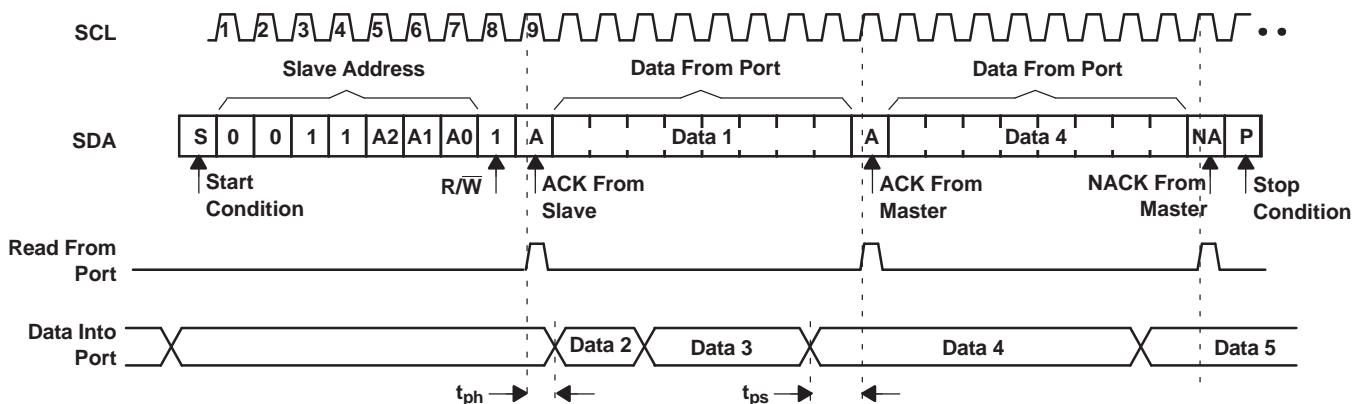 SCL 1 2 3 4 5 6 7 8 9
Slave Address Data From Port Data From Port
SDA S 0 0 1 1 A2 A1 A0 1 A Data 1 A Data 4 NA P
Start Condition
R/W̅
ACK From Slave
ACK From Master
NACK From Master
Stop Condition
Read From Port
Data Into Port
Data 2 Data 3 Data 4 Data 5
tph tps